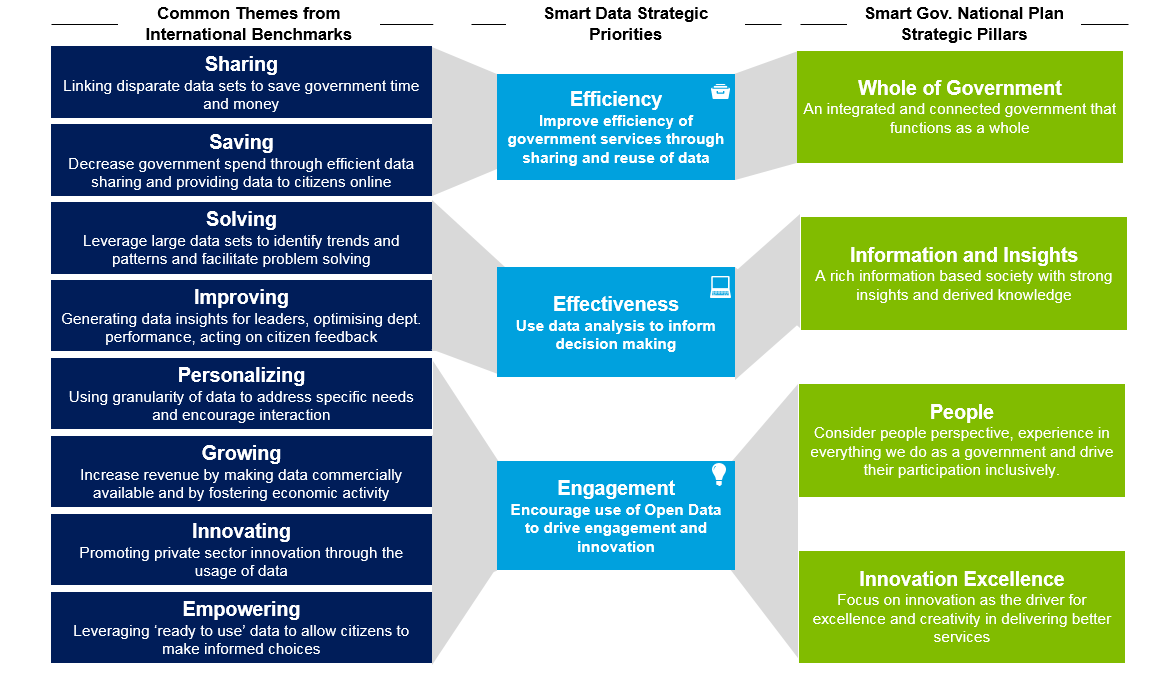 Common Themes from
International Benchmarks
Sharing
Linking disparate data sets to save government time
and money
Saving
Decrease government spend through efficient data
sharing and providing data to citizens online
Solving
Leverage large data sets to identify trends and
patterns and facilitate problem solving
Improving
Generating data insights for leaders, optimising dept.
performance, acting on citizen feedback
Personalizing
Using granularity of data to address specific needs
and encourage interaction
Growing
Increase revenue by making data commercially
available and by fostering economic activity
Innovating
Promoting private sector innovation through the
usage of data
Empowering
Leveraging ‘ready to use’ data to allow citizens to
make informed choices
Smart Data Strategic
Priorities
Efficiency
Improve efficiency of
government services through
sharing and reuse of data
Effectiveness
Use data analysis to inform
decision making
Engagement
Encourage use of Open Data
to drive engagement and
innovation
Smart Gov. National Plan
Strategic Pillars
Whole of Government
An integrated and connected government that
functions as a whole
Information and Insights
A rich information based society with strong
insights and derived knowledge
People
Consider people perspective, experience in
everything we do as a government and drive
their participation inclusively.
Innovation Excellence
Focus on innovation as the driver for
excellence and creativity in delivering better
services